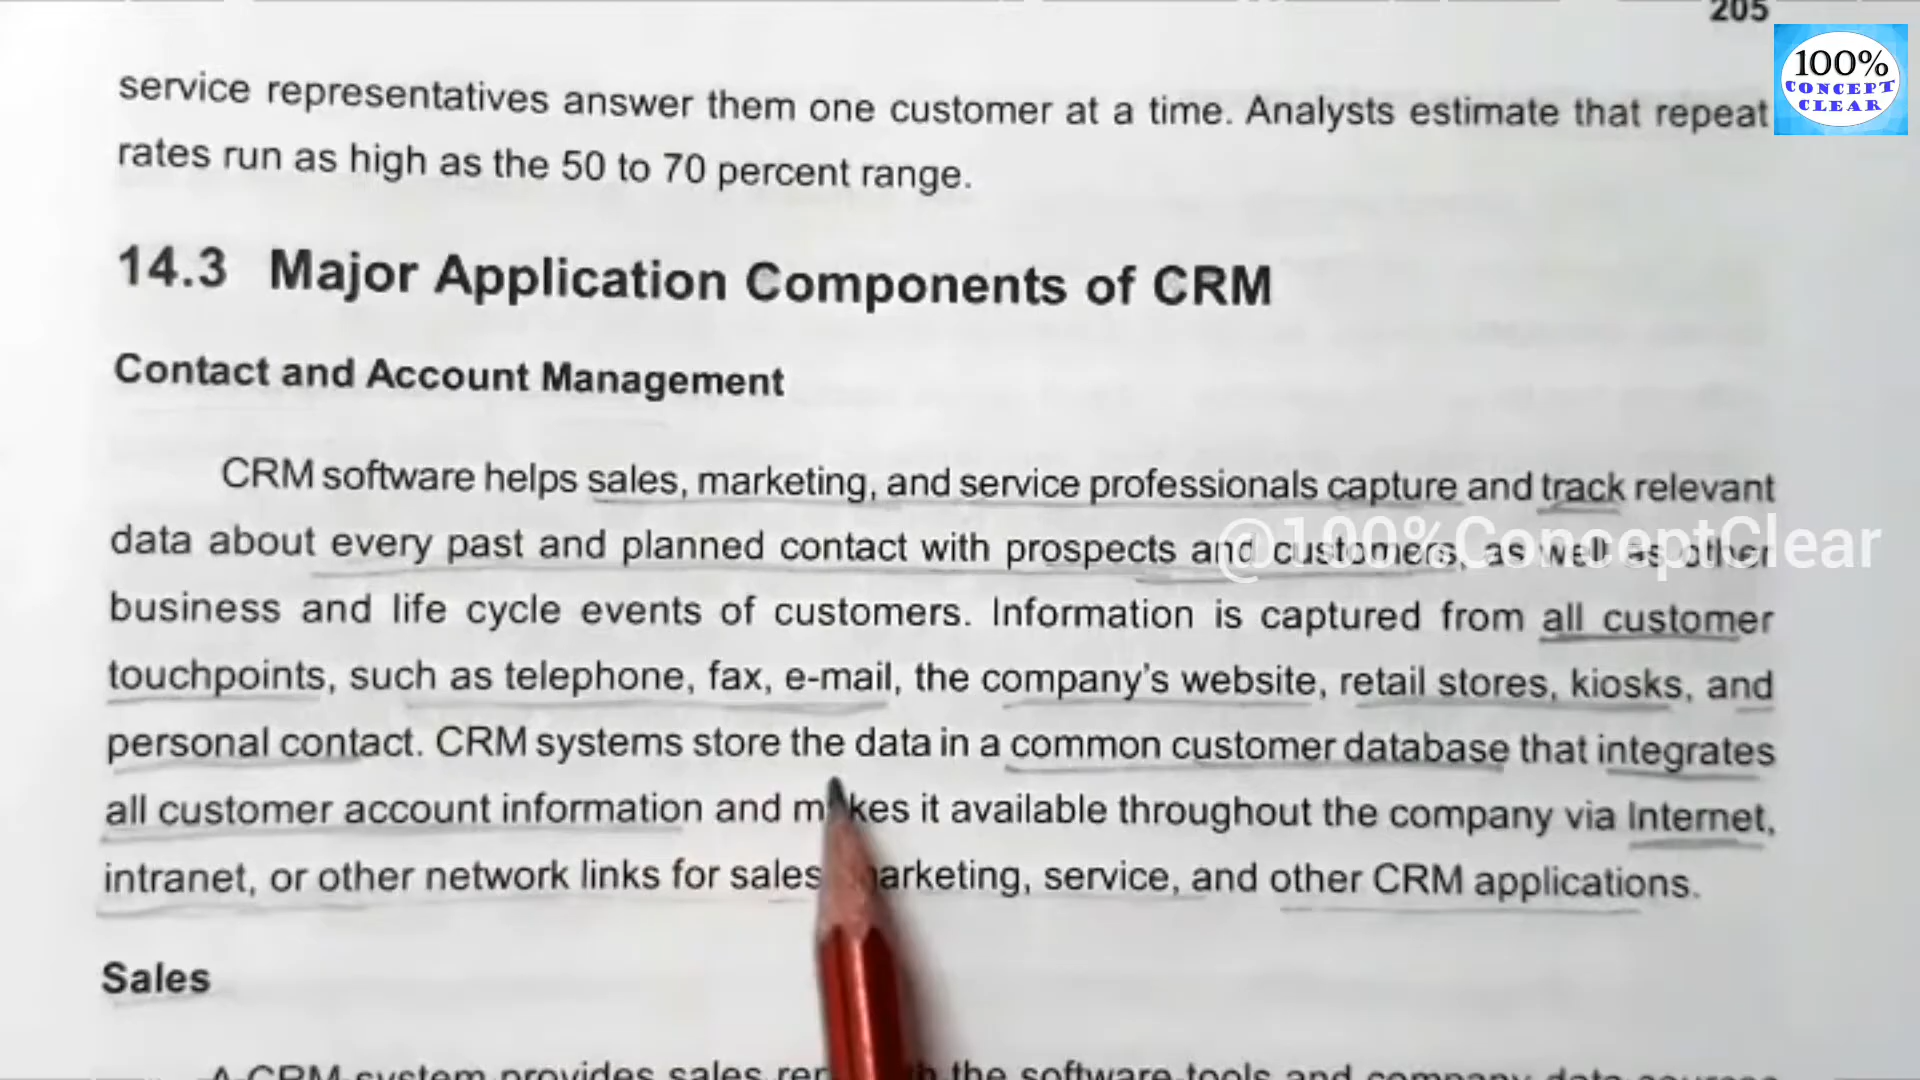 205
100%
CONCEPT
CLEAR
service representatives answer them one customer at a time. Analysts estimate that repeat
rates run as high as the 50 to 70 percent range.
14.3 Major Application Components of CRM
Contact and Account Management
CRM software helps sales, marketing, and service professionals capture and track relevant
data about every past and planned contact with prospects and customers, as well as other
@100%ConceptClear
business and life cycle events of customers. Information is captured from all customer
touchpoints, such as telephone, fax, e-mail, the company's website, retail stores, kiosks, and
personal contact. CRM systems store the data in a common customer database that integrates
all customer account information and makes it available throughout the company via Internet,
intranet, or other network links for sales marketing, service, and other CRM applications.
Sales
A CRM system provides sales the software tools and company data sources